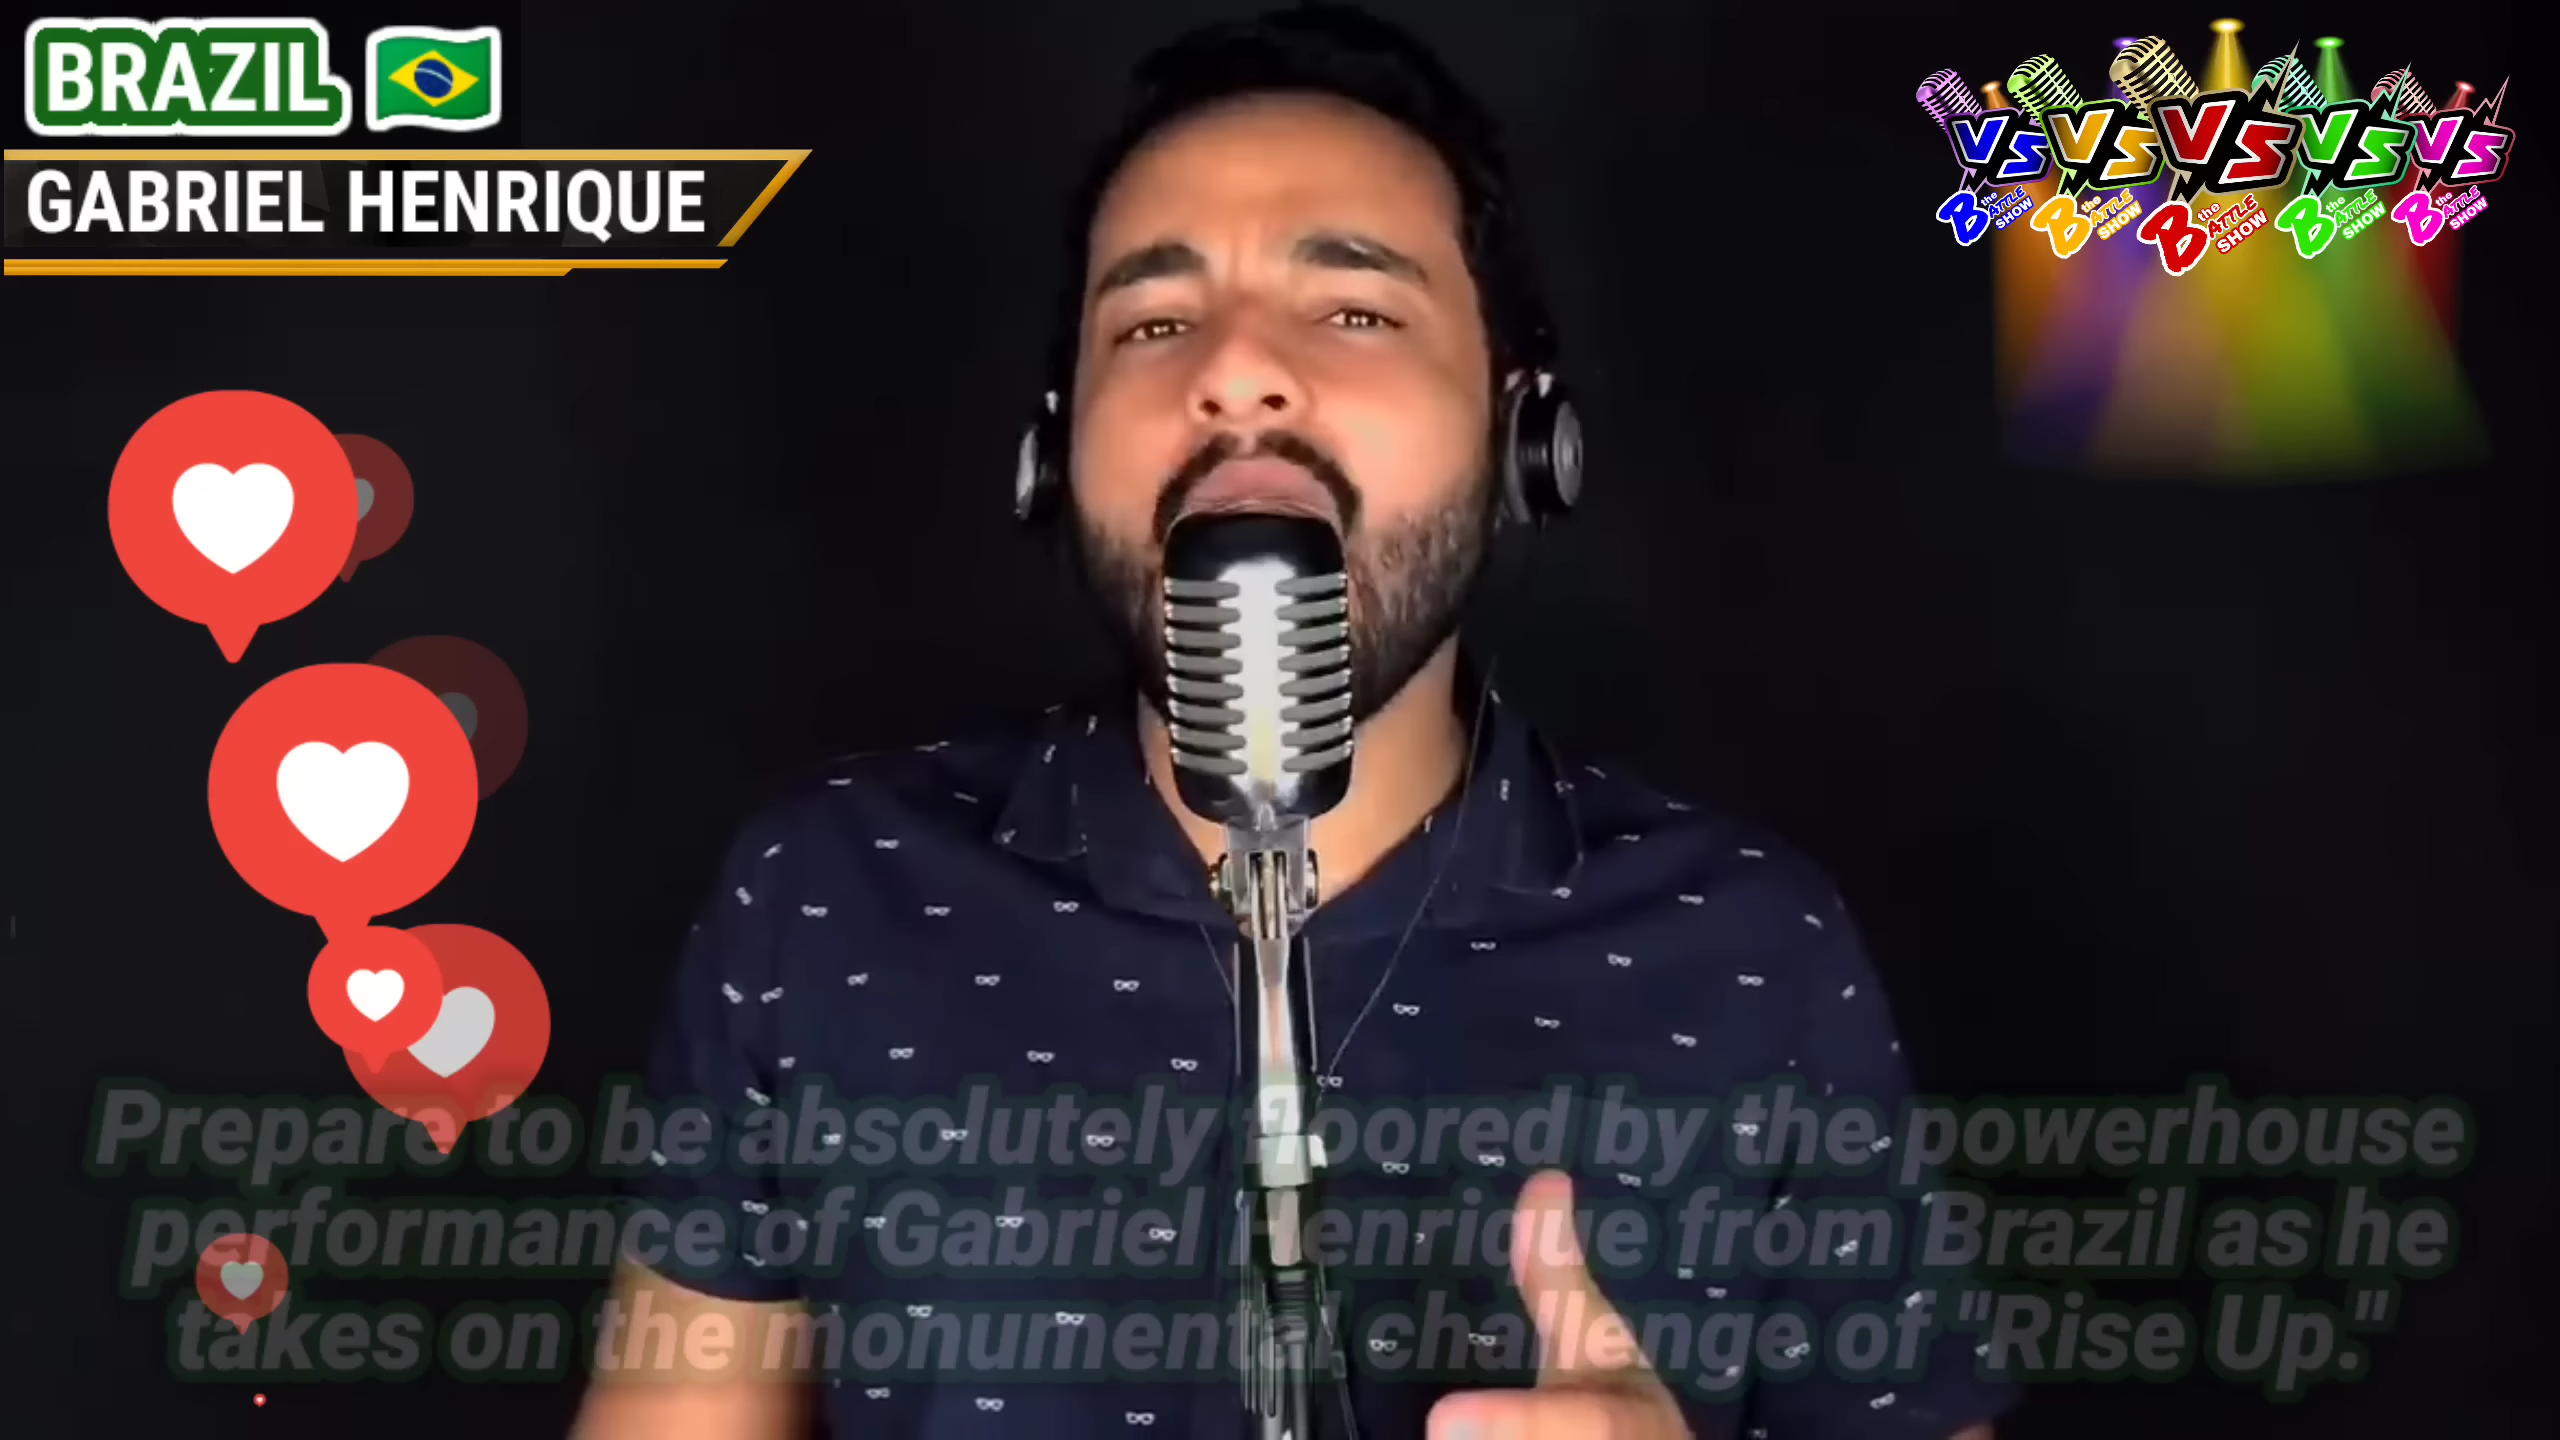 BRAZIL
GABRIEL HENRIQUE
VS VS VS VS VS
the BATTLE SHOW the BATTLE SHOW the BATTLE SHOW the BATTLE SHOW the BATTLE SHOW
Prepare to be absolutely floored by the powerhouse
performance of Gabriel Henrique from Brazil as he
takes on the monumental challenge of "Rise Up."